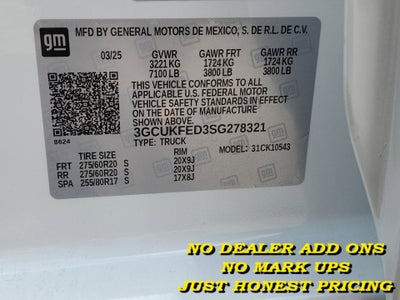 gm
MFD BY GENERAL MOTORS DE MEXICO, S. DE R.L. DE C.V.
03/25 GVWR GAWR FRT GAWR RR
3221 KG 1724 KG 1724 KG
7100 LB 3800 LB 3800 LB
THIS VEHICLE CONFORMS TO ALL
APPLICABLE U.S. FEDERAL MOTOR
VEHICLE SAFETY STANDARDS IN EFFECT
ON THE DATE OF MANUFACTURE
SHOWN ABOVE.
3GCUKFED3SG278321
8624 TYPE: TRUCK MODEL: 31CK10543
TIRE SIZE RIM
FRT 275/60R20 S 20X9J
RR 275/60R20 S 20X9J
SPA 255/80R17 S 17X8J
NO DEALER ADD ONS
NO MARK UPS
JUST HONEST PRICING